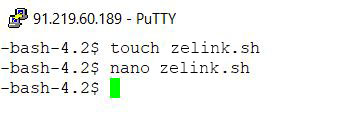 91.219.60.189 - PuTTY
-bash-4.2$ touch zelink.sh
-bash-4.2$ nano zelink.sh
-bash-4.2$